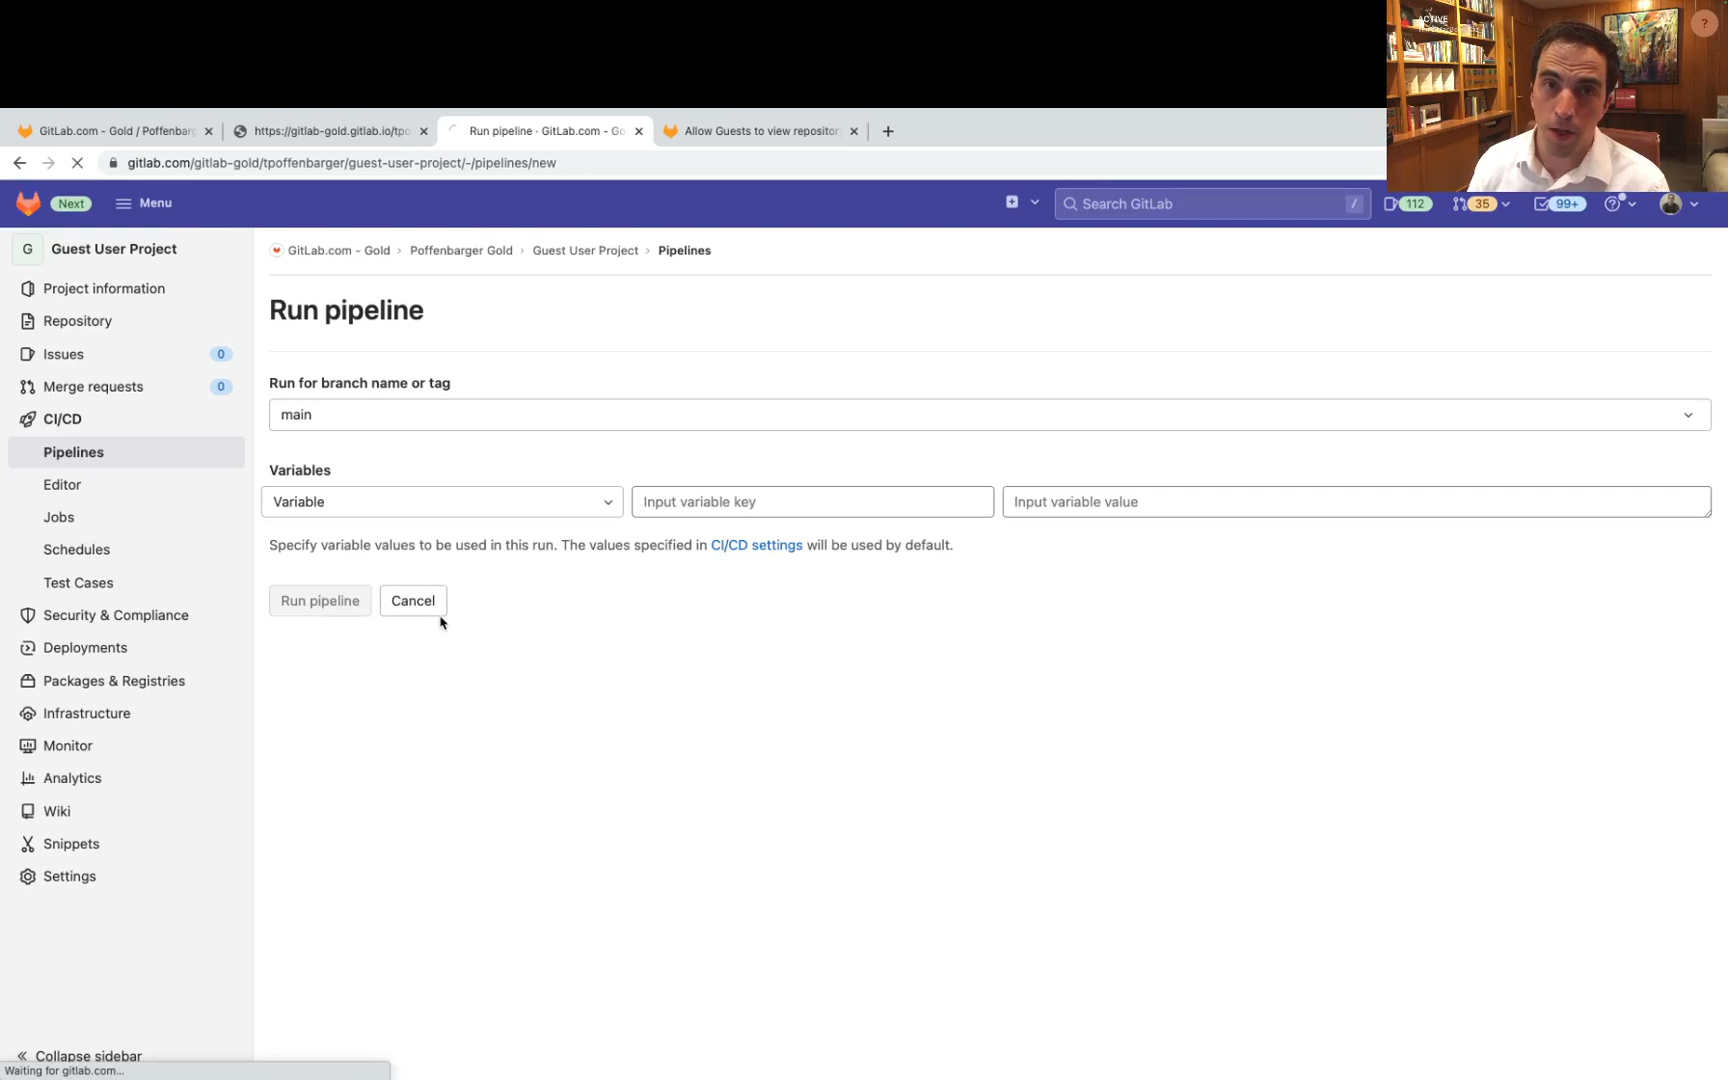 ACTIVE
?
GitLab.com - Gold / Poffenbarg
https://gitlab-gold.gitlab.io/tpo
Run pipeline · GitLab.com - Go
Allow Guests to view repository
gitlab.com/gitlab-gold/tpoffenbarger/guest-user-project/-/pipelines/new
Next
Menu
Search GitLab
/
112
35
99+
G
Guest User Project
Project information
Repository
Issues
0
Merge requests
0
CI/CD
Pipelines
Editor
Jobs
Schedules
Test Cases
Security & Compliance
Deployments
Packages & Registries
Infrastructure
Monitor
Analytics
Wiki
Snippets
Settings
Collapse sidebar
GitLab.com - Gold › Poffenbarger Gold › Guest User Project › Pipelines
Run pipeline
Run for branch name or tag
main
Variables
Variable
Input variable key
Input variable value
Specify variable values to be used in this run. The values specified in CI/CD settings will be used by default.
Run pipeline
Cancel
Waiting for gitlab.com...